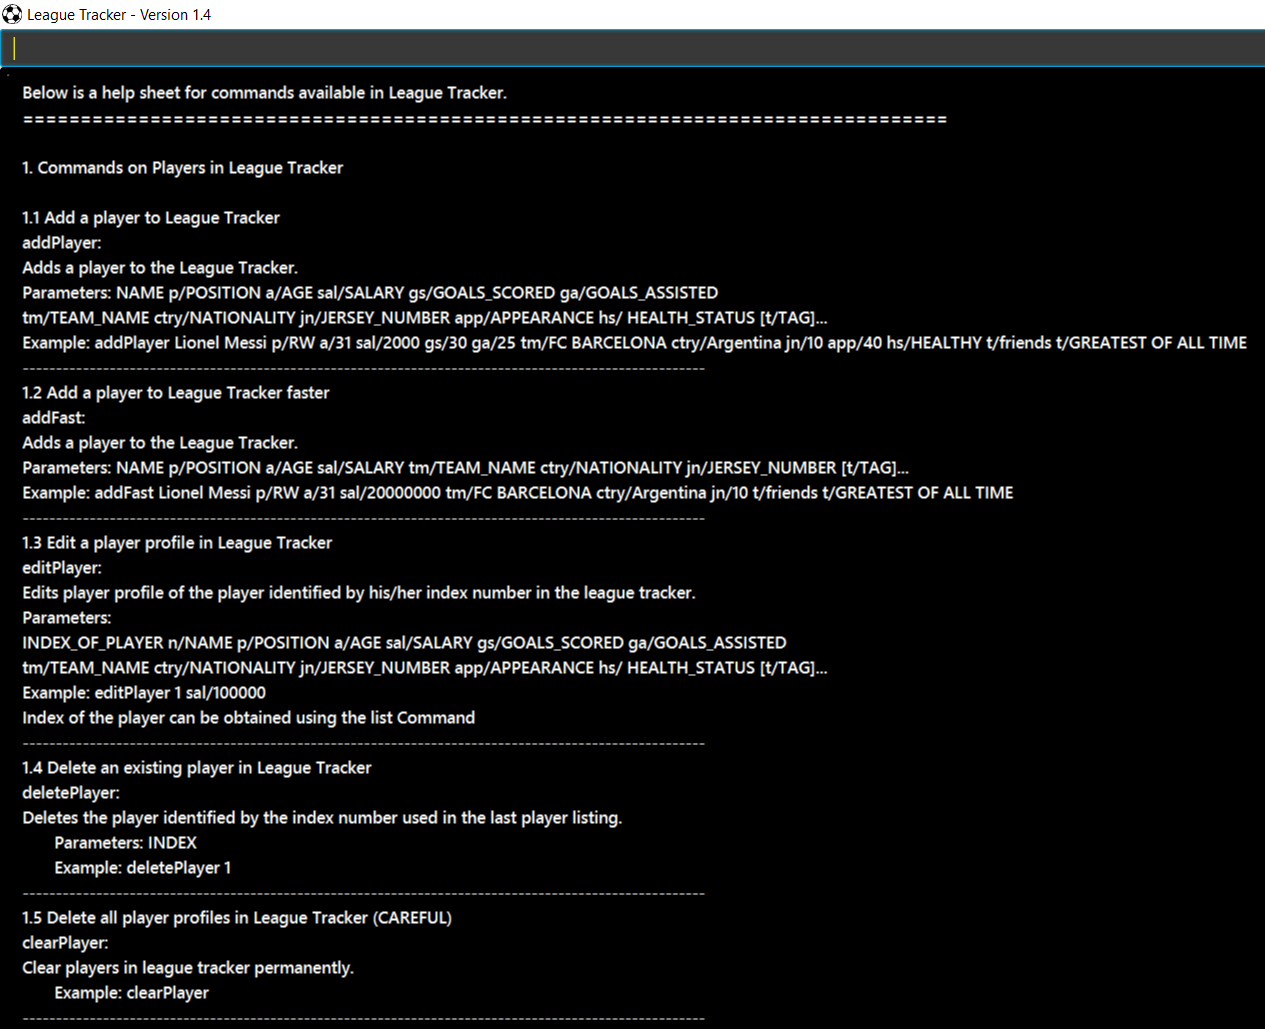 League Tracker - Version 1.4
Below is a help sheet for commands available in League Tracker.
================================================================================
1. Commands on Players in League Tracker
1.1 Add a player to League Tracker
addPlayer:
Adds a player to the League Tracker.
Parameters: NAME p/POSITION a/AGE sal/SALARY gs/GOALS_SCORED ga/GOALS_ASSISTED
tm/TEAM_NAME ctry/NATIONALITY jn/JERSEY_NUMBER app/APPEARANCE hs/ HEALTH_STATUS [t/TAG]...
Example: addPlayer Lionel Messi p/RW a/31 sal/2000 gs/30 ga/25 tm/FC BARCELONA ctry/Argentina jn/10 app/40 hs/HEALTHY t/friends t/GREATEST OF ALL TIME
------------------------------------------------------------------------------------------------------
1.2 Add a player to League Tracker faster
addFast:
Adds a player to the League Tracker.
Parameters: NAME p/POSITION a/AGE sal/SALARY tm/TEAM_NAME ctry/NATIONALITY jn/JERSEY_NUMBER [t/TAG]...
Example: addFast Lionel Messi p/RW a/31 sal/20000000 tm/FC BARCELONA ctry/Argentina jn/10 t/friends t/GREATEST OF ALL TIME
------------------------------------------------------------------------------------------------------
1.3 Edit a player profile in League Tracker
editPlayer:
Edits player profile of the player identified by his/her index number in the league tracker.
Parameters:
INDEX_OF_PLAYER n/NAME p/POSITION a/AGE sal/SALARY gs/GOALS_SCORED ga/GOALS_ASSISTED
tm/TEAM_NAME ctry/NATIONALITY jn/JERSEY_NUMBER app/APPEARANCE hs/ HEALTH_STATUS [t/TAG]...
Example: editPlayer 1 sal/100000
Index of the player can be obtained using the list Command
------------------------------------------------------------------------------------------------------
1.4 Delete an existing player in League Tracker
deletePlayer:
Deletes the player identified by the index number used in the last player listing.
Parameters: INDEX
Example: deletePlayer 1
------------------------------------------------------------------------------------------------------
1.5 Delete all player profiles in League Tracker (CAREFUL)
clearPlayer:
Clear players in league tracker permanently.
Example: clearPlayer
------------------------------------------------------------------------------------------------------